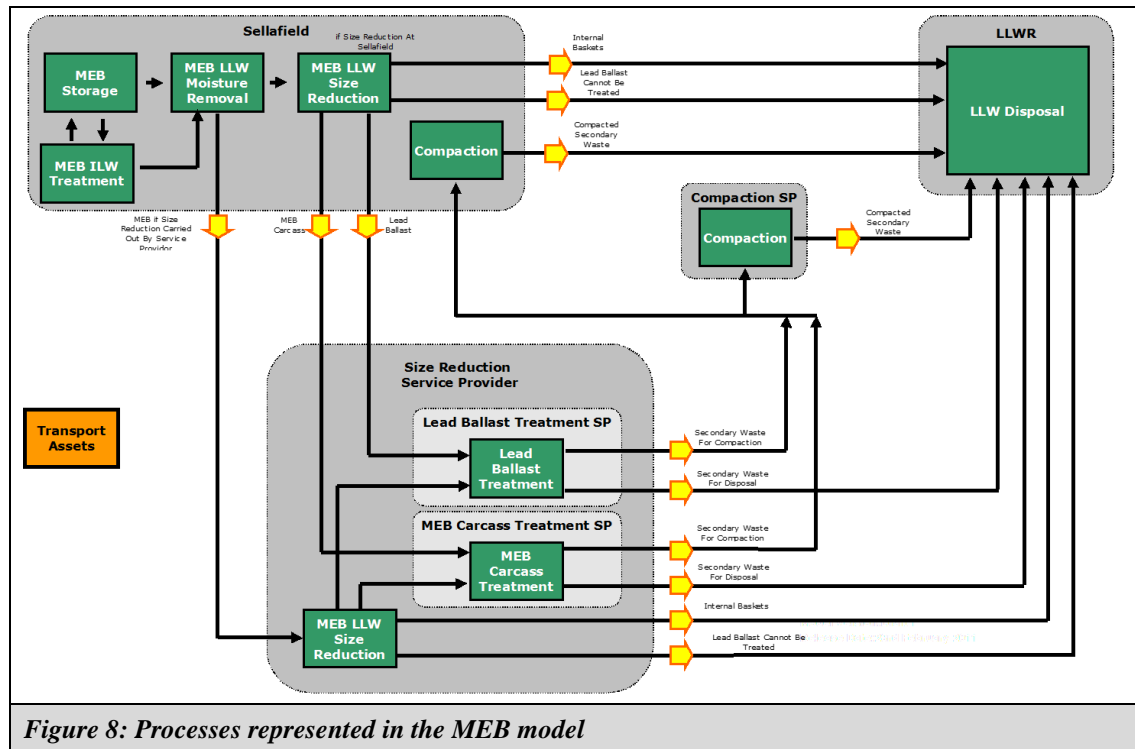 Sellafield
if Size Reduction At
Sellafield
MEB
Storage
MEB LLW
Moisture
Removal
MEB LLW
Size
Reduction
MEB ILW
Treatment
Compaction
Internal
Baskets
Lead Ballast
Cannot Be
Treated
Compacted
Secondary
Waste
LLWR
LLW Disposal
MEB if Size
Reduction Carried
Out By Service
Provider
MEB
Carcass
Lead
Ballast
Compaction SP
Compaction
Compacted
Secondary
Waste
Size Reduction
Service Provider
Transport
Assets
Lead Ballast Treatment SP
Lead
Ballast
Treatment
Secondary Waste
For Compaction
Secondary Waste
For Disposal
MEB Carcass Treatment SP
MEB
Carcass
Treatment
Secondary Waste
For Compaction
Secondary Waste
For Disposal
MEB LLW
Size
Reduction
Internal Baskets
Lead Ballast Cannot Be
Treated
Figure 8: Processes represented in the MEB model